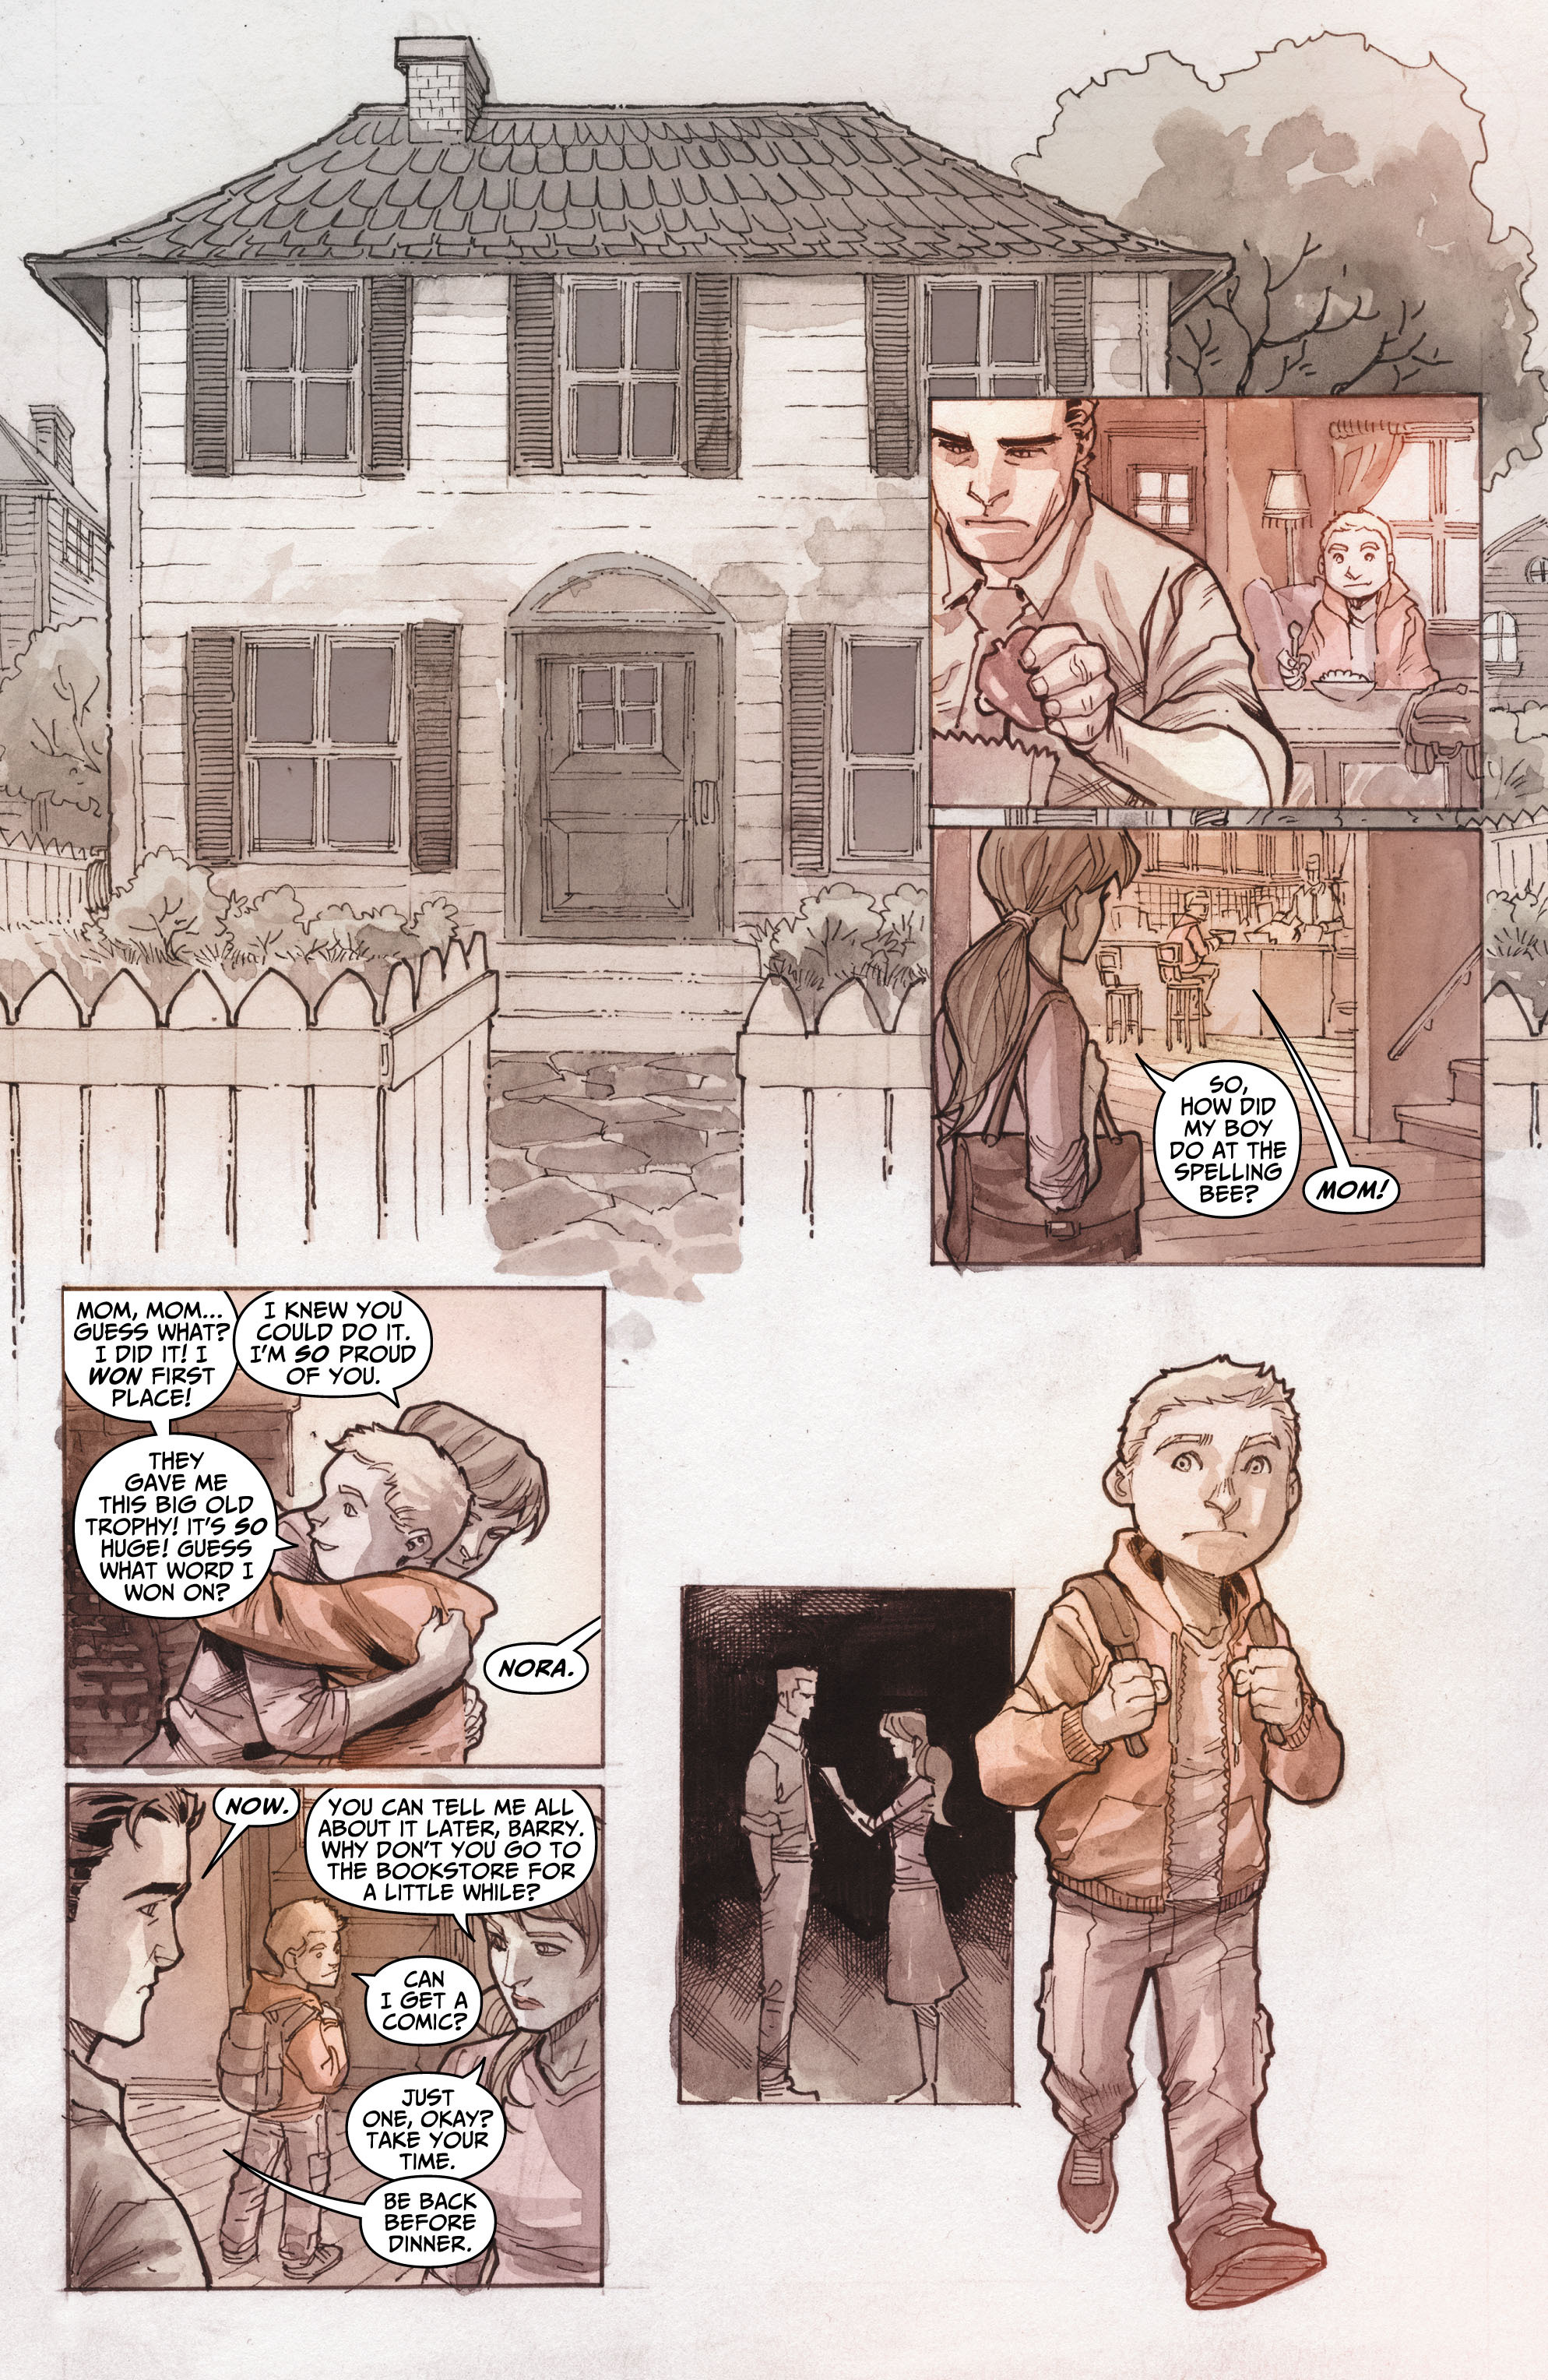 SO,
HOW DID
MY BOY
DO AT THE
SPELLING
BEE?
MOM!
MOM, MOM...
GUESS WHAT?
I DID IT! I
WON FIRST
PLACE!
I KNEW YOU
COULD DO IT.
I'M SO PROUD
OF YOU.
THEY
GAVE ME
THIS BIG OLD
TROPHY! IT'S SO
HUGE! GUESS
WHAT WORD I
WON ON?
NORA.
NOW.
YOU CAN TELL ME ALL
ABOUT IT LATER, BARRY.
WHY DON'T YOU GO TO
THE BOOKSTORE FOR
A LITTLE WHILE?
CAN
I GET A
COMIC?
JUST
ONE, OKAY?
TAKE YOUR
TIME.
BE BACK
BEFORE
DINNER.